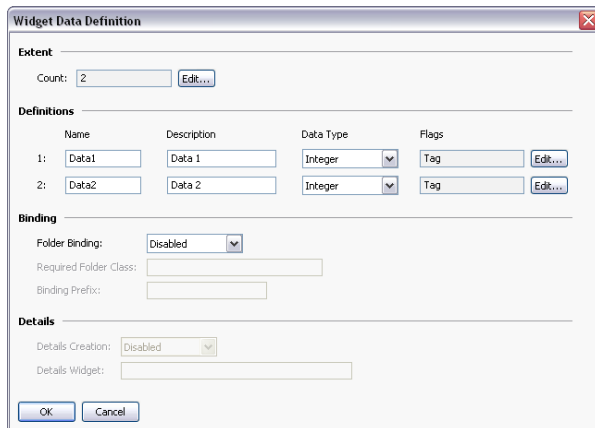 Widget Data Definition
Extent
Count: 2 Edit...
Definitions
Name Description Data Type Flags
1: Data1 Data 1 Integer Tag Edit...
2: Data2 Data 2 Integer Tag Edit...
Binding
Folder Binding: Disabled
Required Folder Class:
Binding Prefix:
Details
Details Creation: Disabled
Details Widget:
OK Cancel